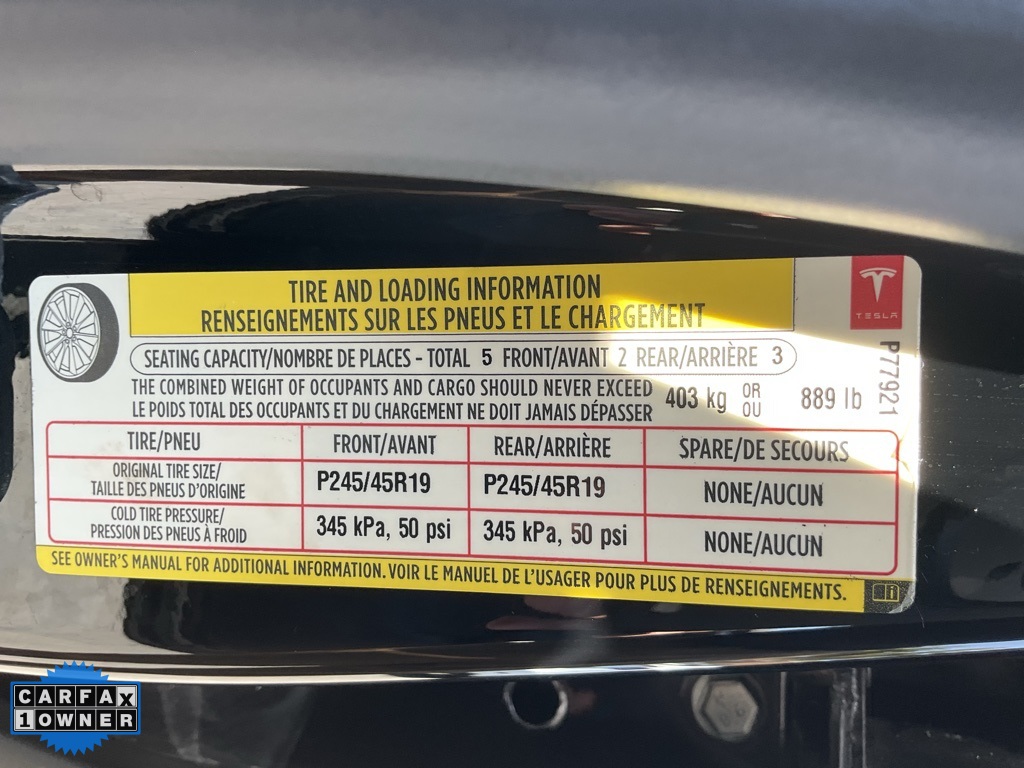 TIRE AND LOADING INFORMATION
RENSEIGNEMENTS SUR LES PNEUS ET LE CHARGEMENT
TESLA
P77921
SEATING CAPACITY/NOMBRE DE PLACES - TOTAL 5 FRONT/AVANT 2 REAR/ARRIÈRE 3
THE COMBINED WEIGHT OF OCCUPANTS AND CARGO SHOULD NEVER EXCEED
LE POIDS TOTAL DES OCCUPANTS ET DU CHARGEMENT NE DOIT JAMAIS DÉPASSER
403 kg OR OU 889 lb
TIRE/PNEU FRONT/AVANT REAR/ARRIÈRE SPARE/DE SECOURS
ORIGINAL TIRE SIZE/
TAILLE DES PNEUS D'ORIGINE
P245/45R19 P245/45R19 NONE/AUCUN
COLD TIRE PRESSURE/
PRESSION DES PNEUS À FROID
345 kPa, 50 psi 345 kPa, 50 psi NONE/AUCUN
SEE OWNER'S MANUAL FOR ADDITIONAL INFORMATION. VOIR LE MANUEL DE L'USAGER POUR PLUS DE RENSEIGNEMENTS.
CARFAX
1 OWNER